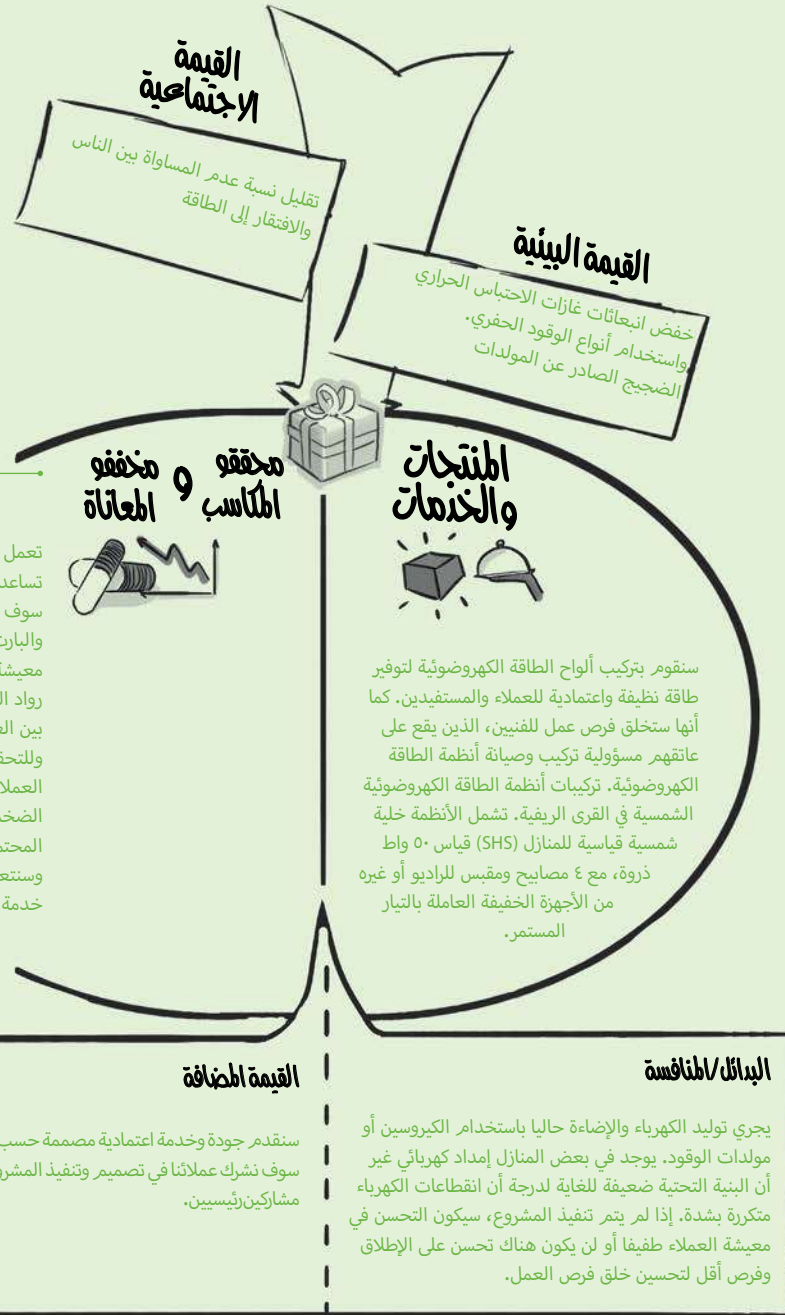 القيمة
الاجتماعية
تقليل نسبة عدم المساواة بين الناس
والافتقار إلى الطاقة
القيمة البيئية
خفض انبعاثات غازات الاحتباس الحراري
واستخدام أنواع الوقود الحفري.
الضجيج الصادر عن المولدات
المنتجات
والخدمات
سنقوم بتركيب ألواح الطاقة الكهروضوئية لتوفير
طاقة نظيفة واعتمادية للعملاء والمستفيدين. كما
أنها ستخلق فرص عمل للفنيين، الذين يقع على
عاتقهم مسؤولية تركيب وصيانة أنظمة الطاقة
الكهروضوئية. تركيبات أنظمة الطاقة الكهروضوئية
الشمسية في القرى الريفية. تشمل الأنظمة خلية
شمسية قياسية للمنازل (SHS) قياس ٥٠ واط
ذروة، مع ٤ مصابيح ومقبس للراديو أو غيره
من الأجهزة الخفيفة العاملة بالتيار
المستمر.
محققو
المكاسب
و
مخففو
المعاناة
تعمل
تساعد
سوف
والبارت
معيشة
رواد ال
بين الع
وللتحق
العملا
الضخ
المحتم
وسنتع
خدمة
البدائل/المنافسة
يجري توليد الكهرباء والإضاءة حاليا باستخدام الكيروسين أو
مولدات الوقود. يوجد في بعض المنازل إمداد كهربائي غير
أن البنية التحتية ضعيفة للغاية لدرجة أن انقطاعات الكهرباء
متكررة بشدة. إذا لم يتم تنفيذ المشروع، سيكون التحسن في
معيشة العملاء طفيفا أو لن يكون هناك تحسن على الإطلاق
وفرص أقل لتحسين خلق فرص العمل.
القيمة المضافة
سنقدم جودة وخدمة اعتمادية مصممة حسب
سوف نشرك عملائنا في تصميم وتنفيذ المشرو
مشاركين رئيسيين.